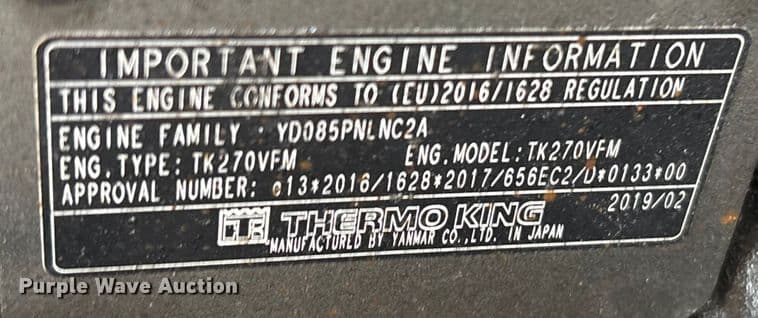 IMPORTANT ENGINE INFORMATION
THIS ENGINE CONFORMS TO (EU)2016/1628 REGULATION
ENGINE FAMILY : YD085PNLNC2A
ENG.TYPE: TK270VFM ENG.MODEL: TK270VFM
APPROVAL NUMBER: e13*2016/1628*2017/656EC2/D*0133*00
2019/02
TK THERMO KING
MANUFACTURED BY YANMAR CO.,LTD. IN JAPAN
Purple Wave Auction